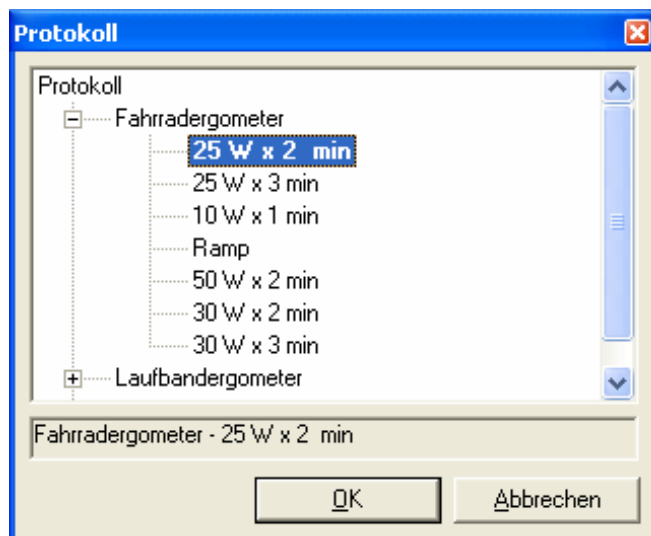 Protokoll
Protokoll
Fahrradergometer
25 W x 2  min
25 W x 3 min
10 W x 1 min
Ramp
50 W x 2 min
30 W x 2 min
30 W x 3 min
Laufbandergometer
Fahrradergometer - 25 W x 2  min
OK Abbrechen